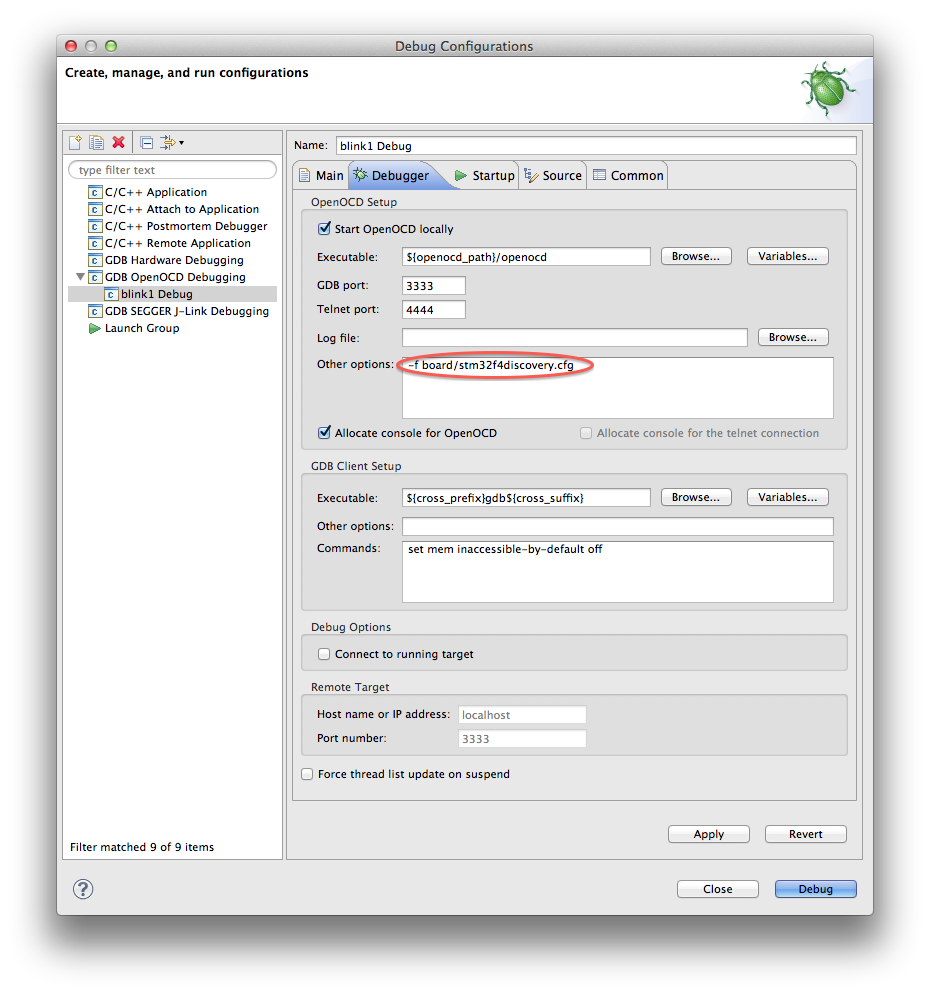 Debug Configurations
Create, manage, and run configurations
type filter text
C/C++ Application
C/C++ Attach to Application
C/C++ Postmortem Debugger
C/C++ Remote Application
GDB Hardware Debugging
GDB OpenOCD Debugging
blink1 Debug
GDB SEGGER J-Link Debugging
Launch Group
Filter matched 9 of 9 items
Name: blink1 Debug
Main Debugger Startup Source Common
OpenOCD Setup
Start OpenOCD locally
Executable: ${openocd_path}/openocd Browse... Variables...
GDB port: 3333
Telnet port: 4444
Log file: Browse...
Other options: -f board/stm32f4discovery.cfg
Allocate console for OpenOCD Allocate console for the telnet connection
GDB Client Setup
Executable: ${cross_prefix}gdb${cross_suffix} Browse... Variables...
Other options:
Commands: set mem inaccessible-by-default off
Debug Options
Connect to running target
Remote Target
Host name or IP address: localhost
Port number: 3333
Force thread list update on suspend
Apply Revert
? Close Debug